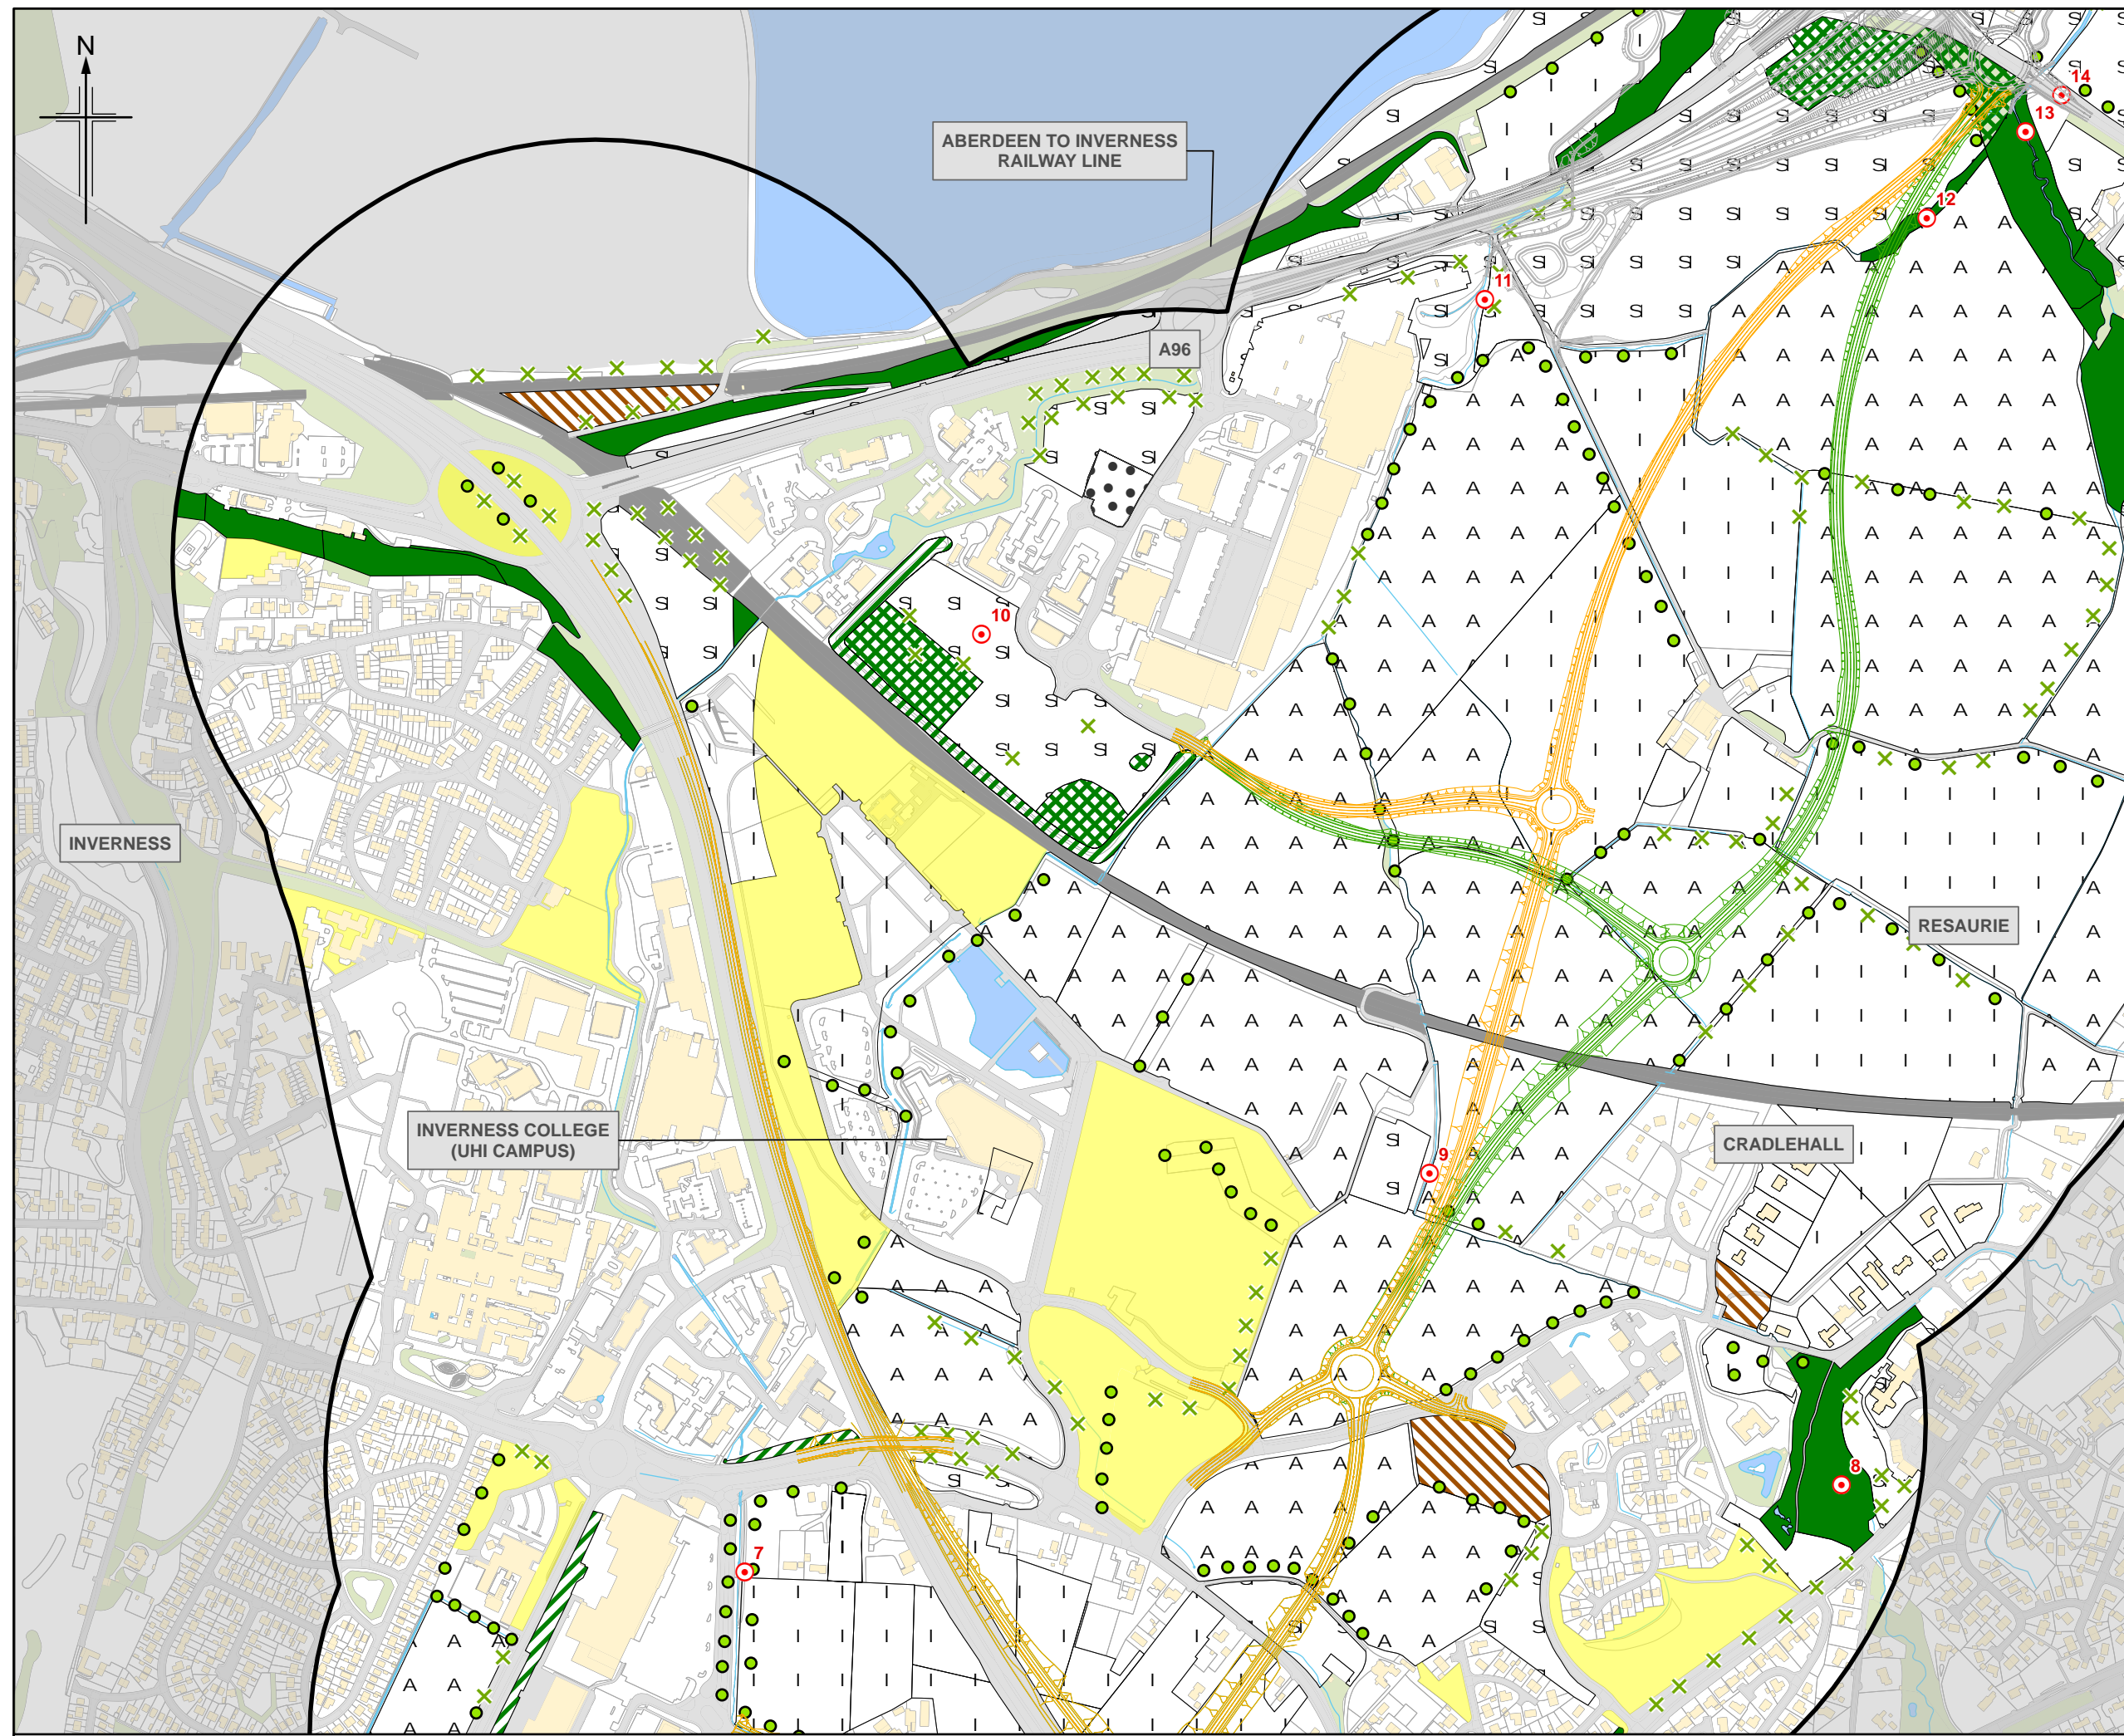 N
ABERDEEN TO INVERNESS
RAILWAY LINE
14
13
12
11
A96
10
INVERNESS
RESAURIE
INVERNESS COLLEGE
(UHI CAMPUS)
CRADLEHALL
9
8
7